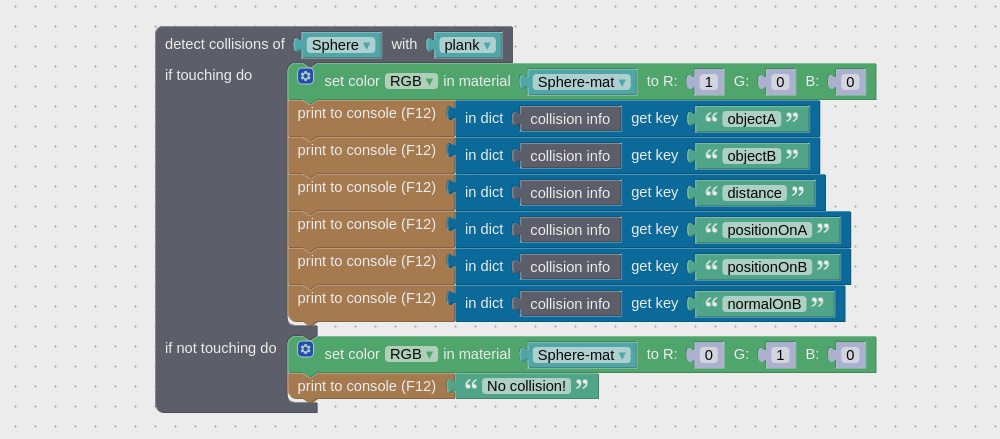 detect collisions of Sphere ▾ with plank ▾
if touching do set color RGB ▾ in material Sphere-mat ▾ to R: 1 G: 0 B: 0
print to console (F12) in dict collision info get key “ objectA ”
print to console (F12) in dict collision info get key “ objectB ”
print to console (F12) in dict collision info get key “ distance ”
print to console (F12) in dict collision info get key “ positionOnA ”
print to console (F12) in dict collision info get key “ positionOnB ”
print to console (F12) in dict collision info get key “ normalOnB ”
if not touching do set color RGB ▾ in material Sphere-mat ▾ to R: 0 G: 1 B: 0
print to console (F12) “ No collision! ”